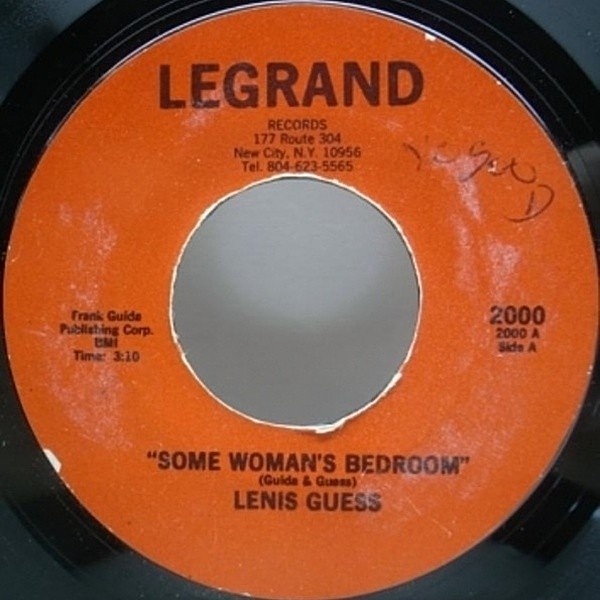 LEGRAND
RECORDS
177 Route 304
New City, N.Y. 10956
Tel. 804-623-5565
Frank Guida
Publishing Corp.
BMI
Time: 3:10
2000
2000 A
Side A
"SOME WOMAN'S BEDROOM"
(Guida & Guess)
LENIS GUESS